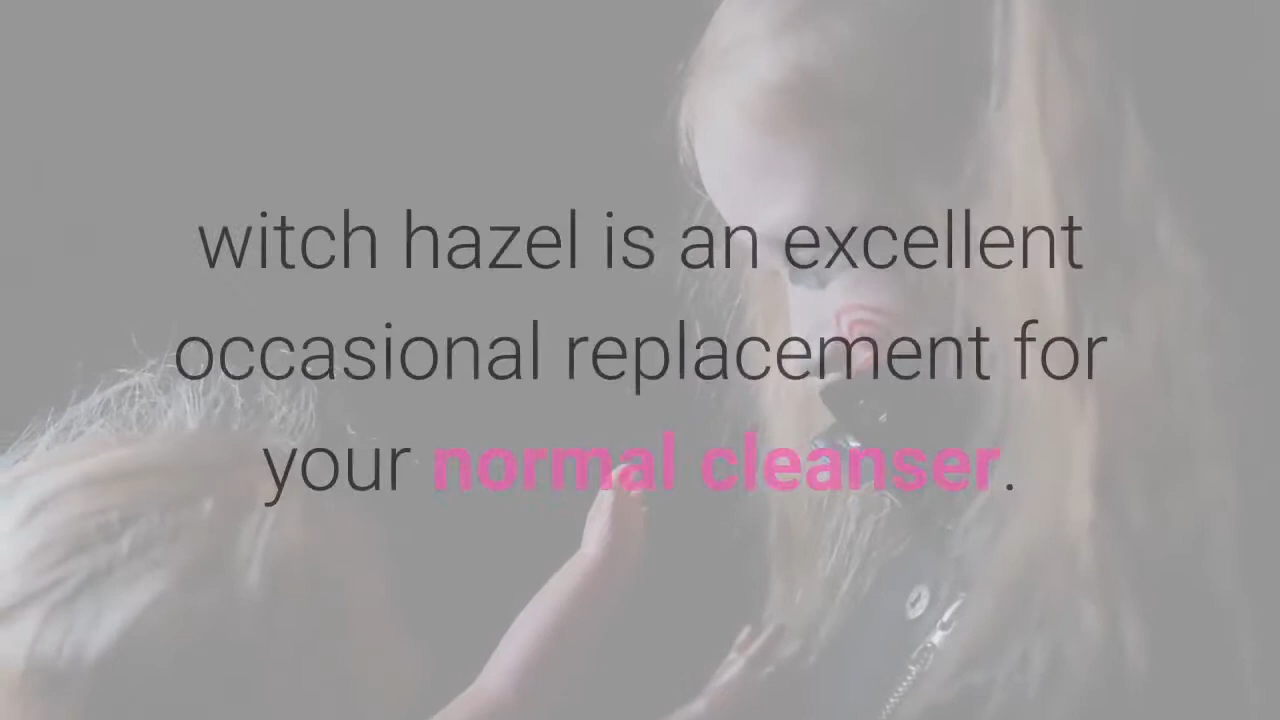 witch hazel is an excellent
occasional replacement for
your normal cleanser.